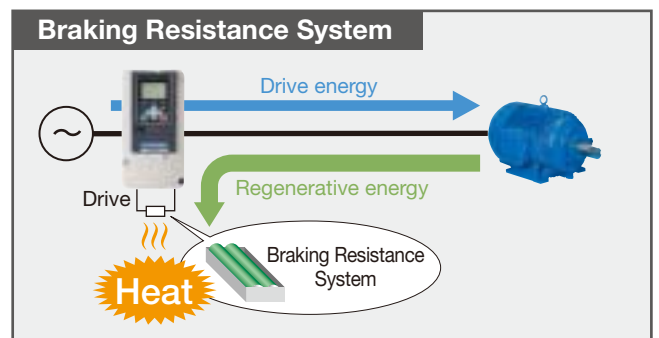 Braking Resistance System
Drive energy
Regenerative energy
Drive
Braking Resistance
System
Heat